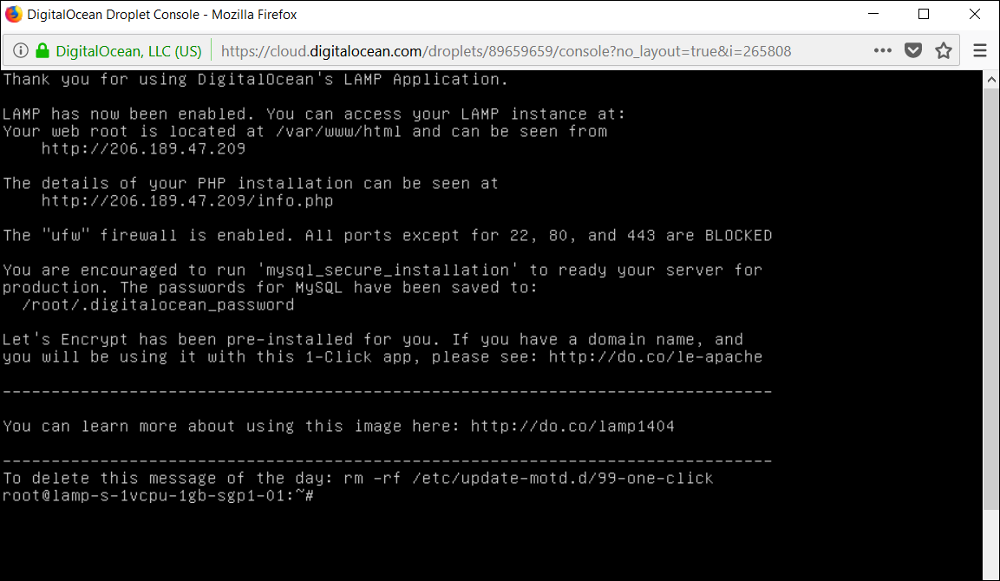 DigitalOcean Droplet Console - Mozilla Firefox
DigitalOcean, LLC (US) https://cloud.digitalocean.com/droplets/89659659/console?no_layout=true&i=265808
Thank you for using DigitalOcean's LAMP Application.
LAMP has now been enabled. You can access your LAMP instance at:
Your web root is located at /var/www/html and can be seen from
http://206.189.47.209
The details of your PHP installation can be seen at
http://206.189.47.209/info.php
The "ufw" firewall is enabled. All ports except for 22, 80, and 443 are BLOCKED
You are encouraged to run 'mysql_secure_installation' to ready your server for
production. The passwords for MySQL have been saved to:
/root/.digitalocean_password
Let's Encrypt has been pre-installed for you. If you have a domain name, and
you will be using it with this 1-Click app, please see: http://do.co/le-apache
-------------------------------------------------------------------------------
You can learn more about using this image here: http://do.co/lamp1404
-------------------------------------------------------------------------------
To delete this message of the day: rm -rf /etc/update-motd.d/99-one-click
root@lamp-s-1vcpu-1gb-sgp1-01:~#